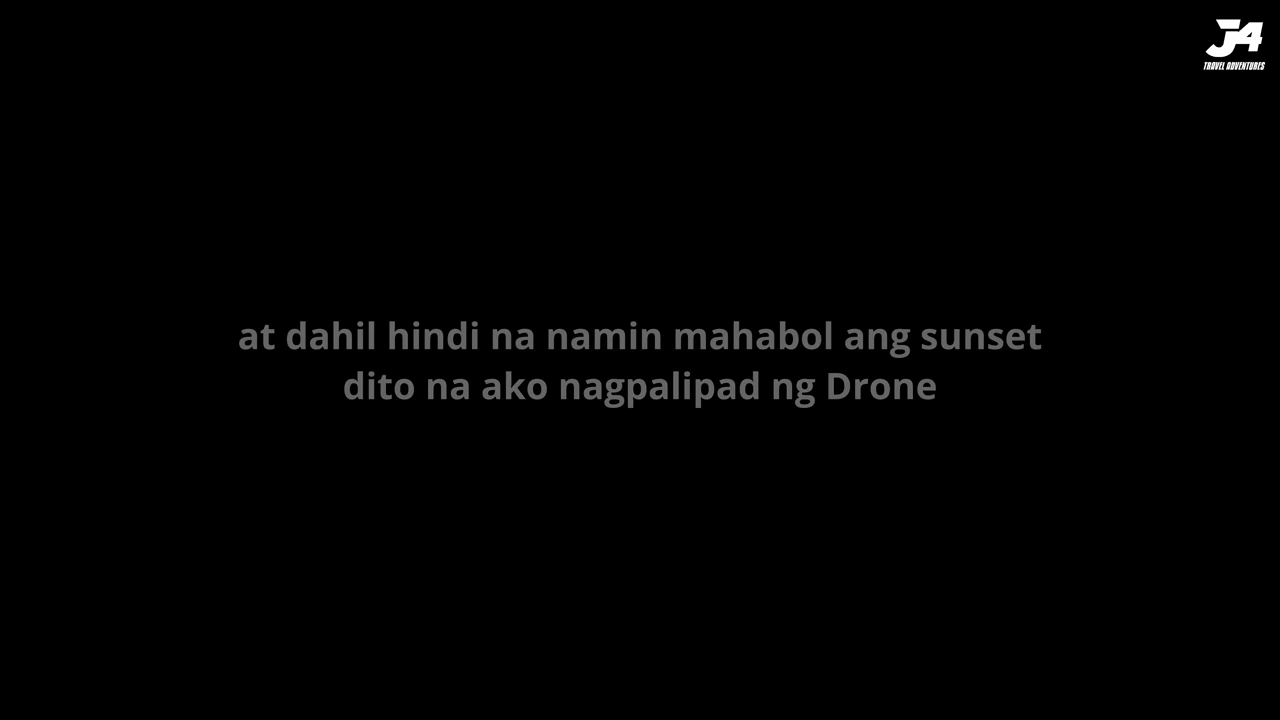 J4
TRAVEL ADVENTURES
at dahil hindi na namin mahabol ang sunset
dito na ako nagpalipad ng Drone